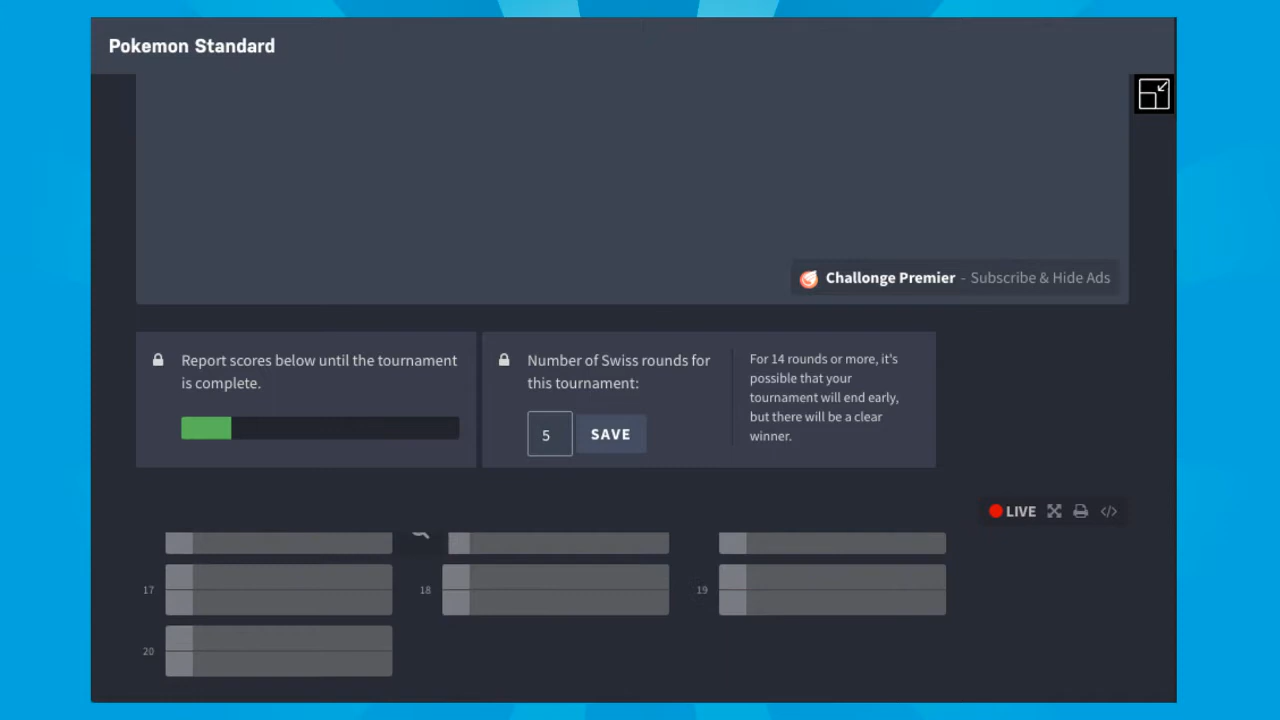 Pokemon Standard
Challonge Premier - Subscribe & Hide Ads
Report scores below until the tournament
is complete.
Number of Swiss rounds for
this tournament:
5
SAVE
For 14 rounds or more, it's
possible that your
tournament will end early,
but there will be a clear
winner.
LIVE
</>
17
18
19
20